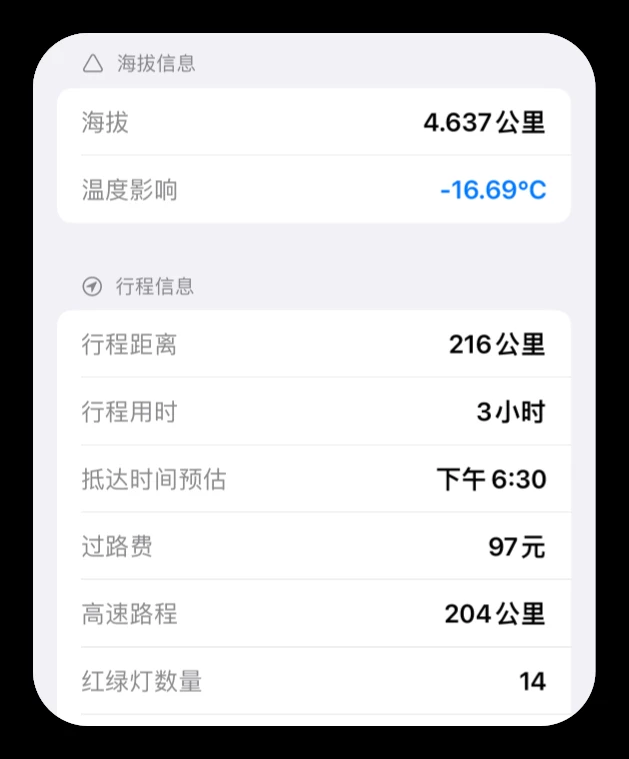 海拔信息
海拔 4.637公里
温度影响 -16.69°C
行程信息
行程距离 216公里
行程用时 3小时
抵达时间预估 下午 6:30
过路费 97元
高速路程 204公里
红绿灯数量 14